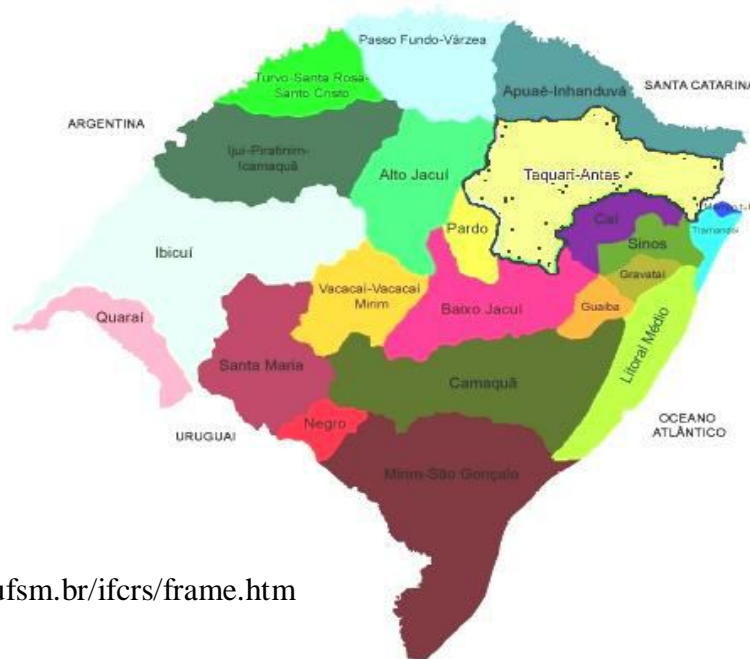 Passo Fundo-Várzea
Turvo-Santa Rosa-
Santo Cristo
Apuaê-Inhanduvá
SANTA CATARINA
ARGENTINA
Ijuí-Piratinim-
Icamaquã
Alto Jacuí
Taquari-Antas
Pardo
Caí
Tramandaí
Sinos
Ibicuí
Gravataí
Vacacaí-Vacacaí
Mirim
Baixo Jacuí
Guaíba
Quaraí
Litoral Médio
Santa Maria
Camaquã
OCEANO
ATLÂNTICO
Negro
URUGUAI
Mirim-São Gonçalo
ufsm.br/ifcrs/frame.htm